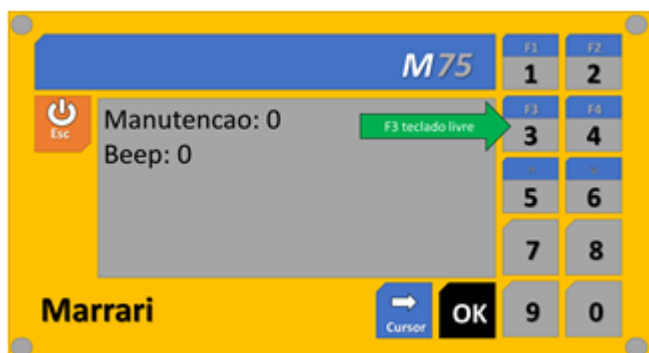 M75
F1 F2
1 2
Esc
Manutencao: 0
Beep: 0
F3 teclado livre
F3 F4
3 4
5 6
7 8
Marrari
Cursor
OK
9 0